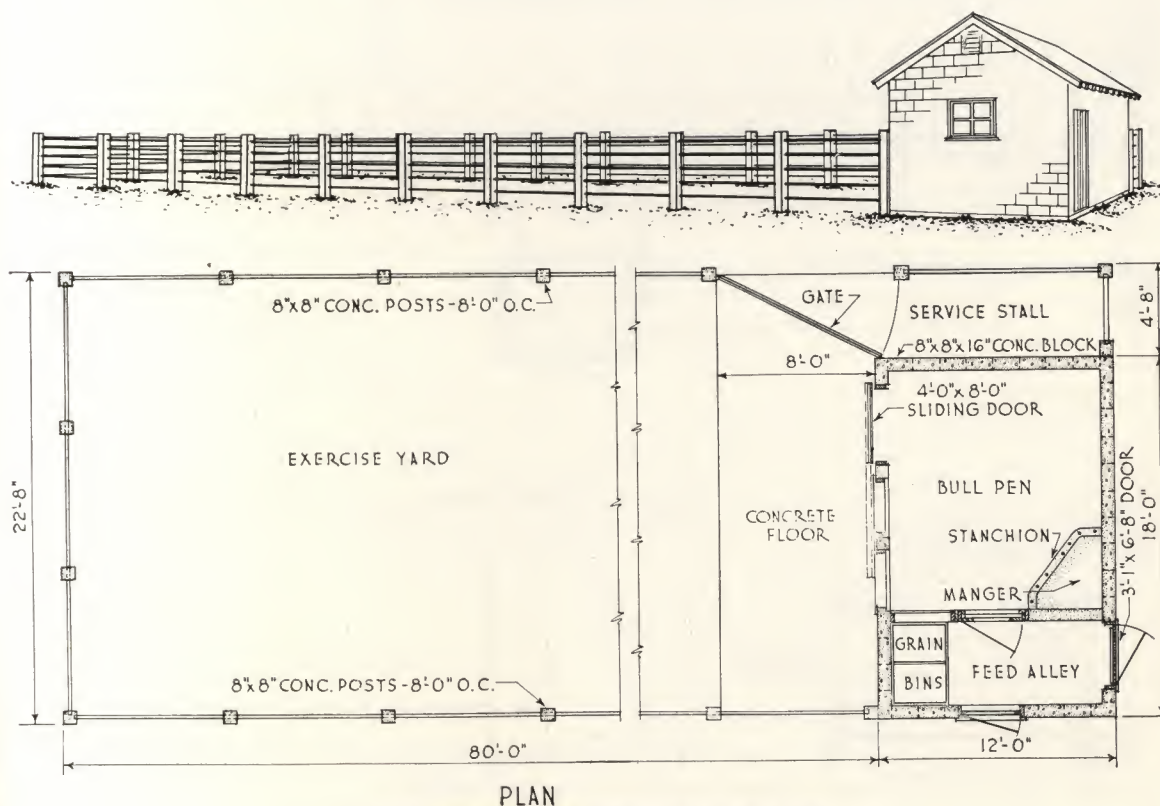 8"x8" CONC. POSTS-8'-0" O.C.
GATE
SERVICE STALL
4'-8"
8"x8"x16" CONC. BLOCK
8'-0"
4'-0"x 8'-0"
SLIDING DOOR
EXERCISE YARD
22'-8"
BULL PEN
CONCRETE
FLOOR
STANCHION
MANGER
3'-1"x 6'-8" DOOR
18'-0"
GRAIN
BINS
FEED ALLEY
8"x8" CONC. POSTS-8'-0" O.C.
80'-0"
12'-0"
PLAN